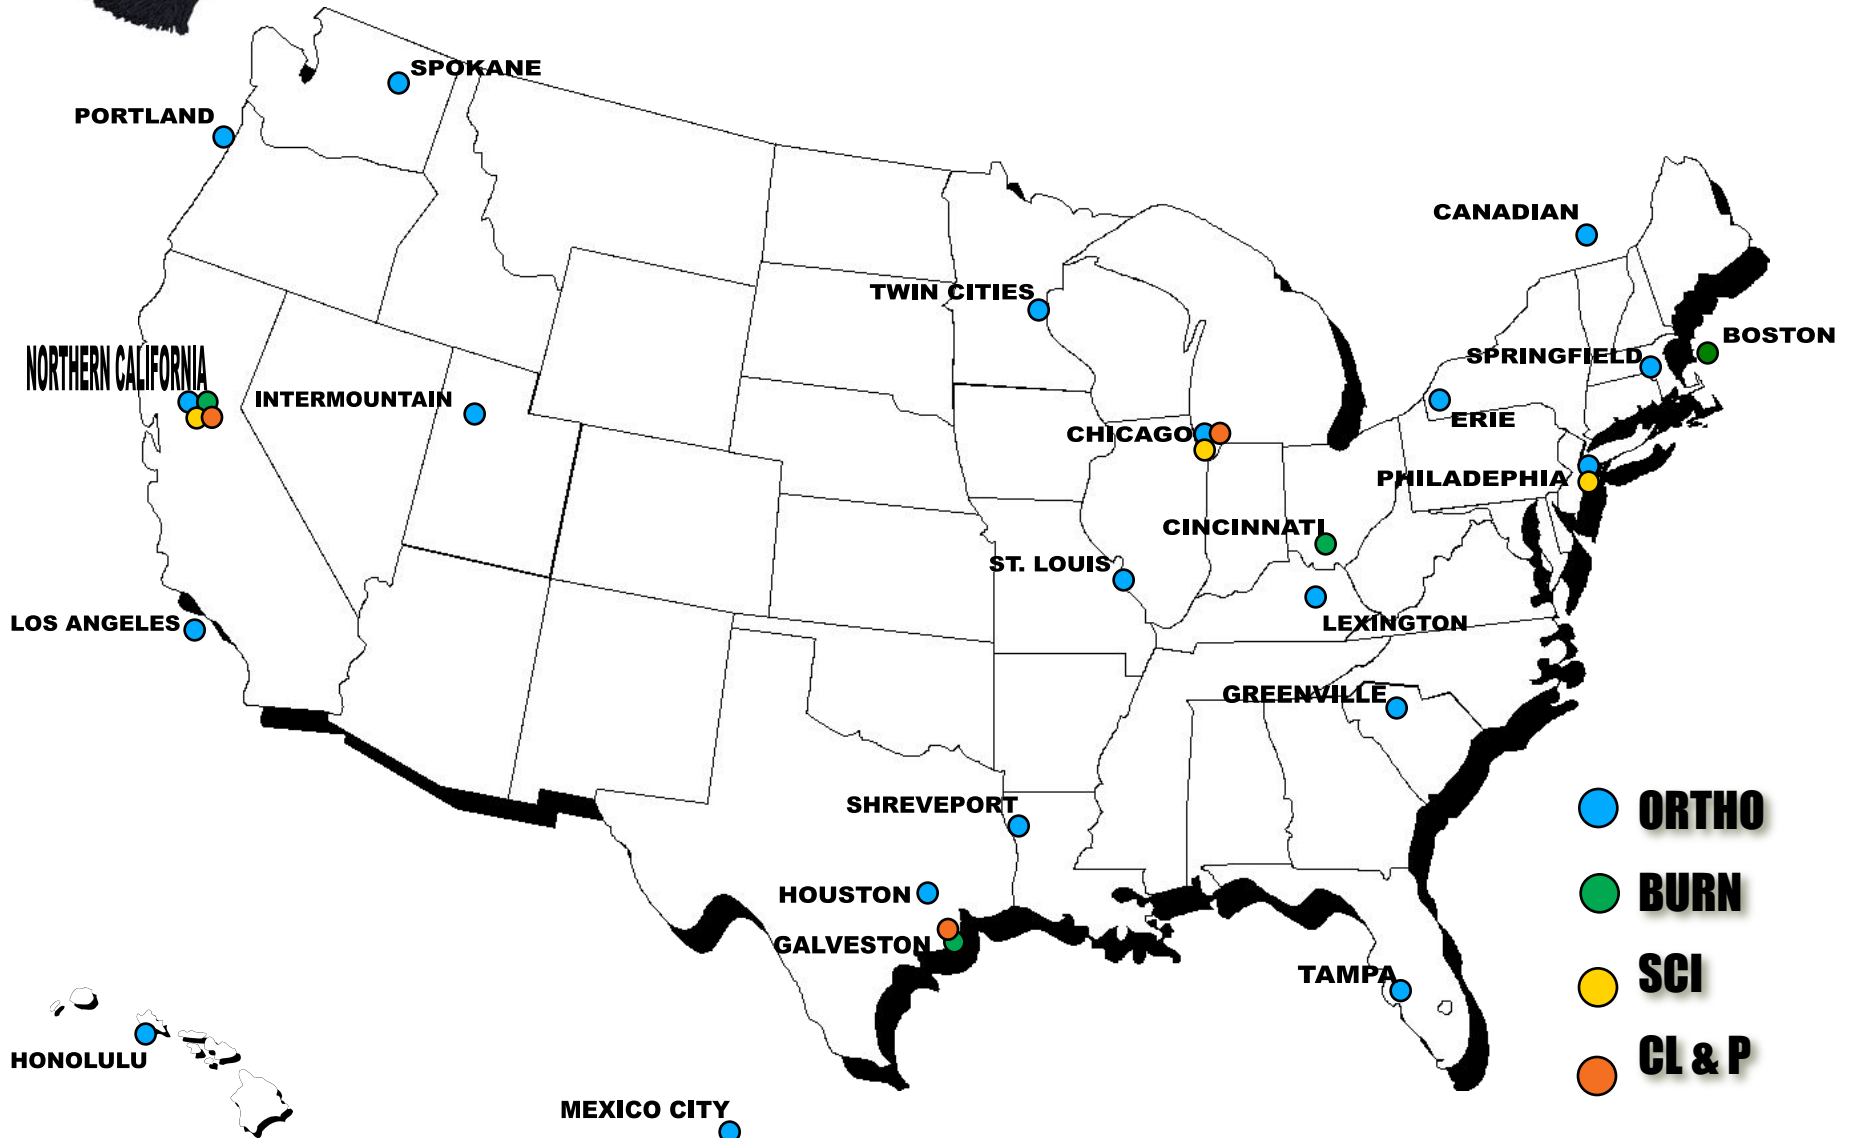 SPOKANE
PORTLAND
CANADIAN
TWIN CITIES
BOSTON
NORTHERN CALIFORNIA
SPRINGFIELD
INTERMOUNTAIN
ERIE
CHICAGO
PHILADEPHIA
CINCINNATI
ST. LOUIS
LOS ANGELES
LEXINGTON
GREENVILLE
SHREVEPORT
HOUSTON
GALVESTON
TAMPA
HONOLULU
MEXICO CITY
ORTHO
BURN
SCI
CL & P